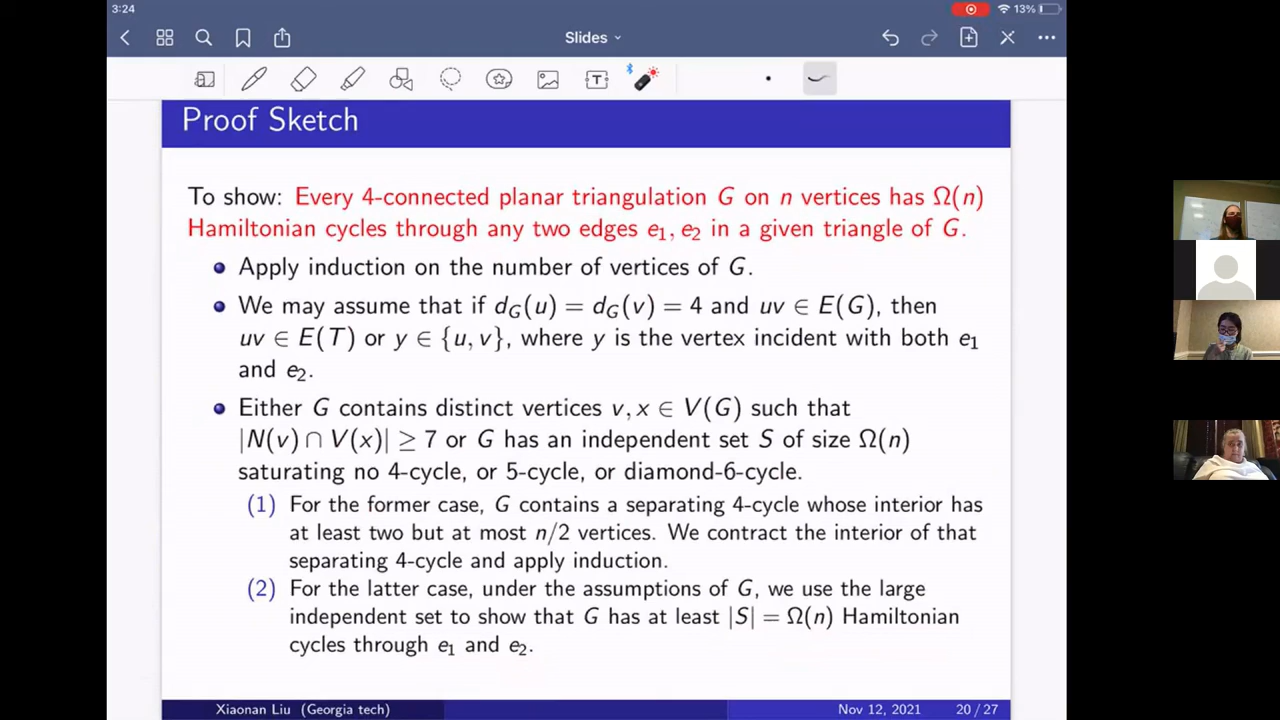 3:24
13%
Slides
T
Proof Sketch
To show: Every 4-connected planar triangulation G on n vertices has Ω(n)
Hamiltonian cycles through any two edges e₁, e₂ in a given triangle of G.
Apply induction on the number of vertices of G.
We may assume that if d_G(u) = d_G(v) = 4 and uv ∈ E(G), then
uv ∈ E(T) or y ∈ {u, v}, where y is the vertex incident with both e₁
and e₂.
Either G contains distinct vertices v, x ∈ V(G) such that
|N(v) ∩ V(x)| ≥ 7 or G has an independent set S of size Ω(n)
saturating no 4-cycle, or 5-cycle, or diamond-6-cycle.
(1) For the former case, G contains a separating 4-cycle whose interior has
at least two but at most n/2 vertices. We contract the interior of that
separating 4-cycle and apply induction.
(2) For the latter case, under the assumptions of G, we use the large
independent set to show that G has at least |S| = Ω(n) Hamiltonian
cycles through e₁ and e₂.
Xiaonan Liu (Georgia tech)
Nov 12, 2021
20 / 27